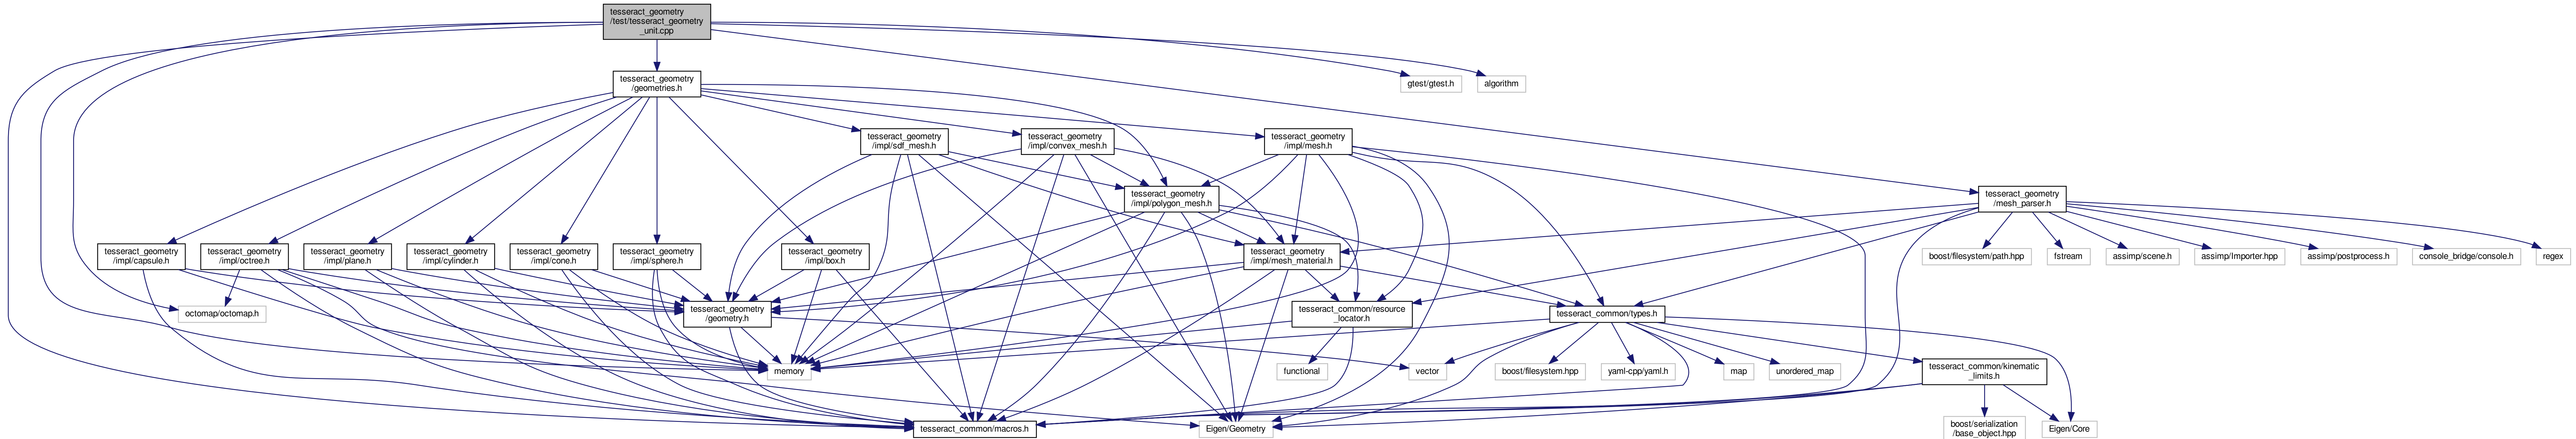 tesseract_geometry
/test/tesseract_geometry
_unit.cpp
tesseract_geometry
/geometries.h
gtest/gtest.h
algorithm
tesseract_geometry
/impl/sdf_mesh.h
tesseract_geometry
/impl/convex_mesh.h
tesseract_geometry
/impl/mesh.h
tesseract_geometry
/impl/polygon_mesh.h
tesseract_geometry
/mesh_parser.h
tesseract_geometry
/impl/capsule.h
tesseract_geometry
/impl/octree.h
tesseract_geometry
/impl/plane.h
tesseract_geometry
/impl/cylinder.h
tesseract_geometry
/impl/cone.h
tesseract_geometry
/impl/sphere.h
tesseract_geometry
/impl/box.h
tesseract_geometry
/impl/mesh_material.h
boost/filesystem/path.hpp
fstream
assimp/scene.h
assimp/Importer.hpp
assimp/postprocess.h
console_bridge/console.h
regex
octomap/octomap.h
tesseract_geometry
/geometry.h
tesseract_common/resource
_locator.h
tesseract_common/types.h
memory
functional
vector
boost/filesystem.hpp
yaml-cpp/yaml.h
map
unordered_map
tesseract_common/kinematic
_limits.h
tesseract_common/macros.h
Eigen/Geometry
boost/serialization
/base_object.hpp
Eigen/Core